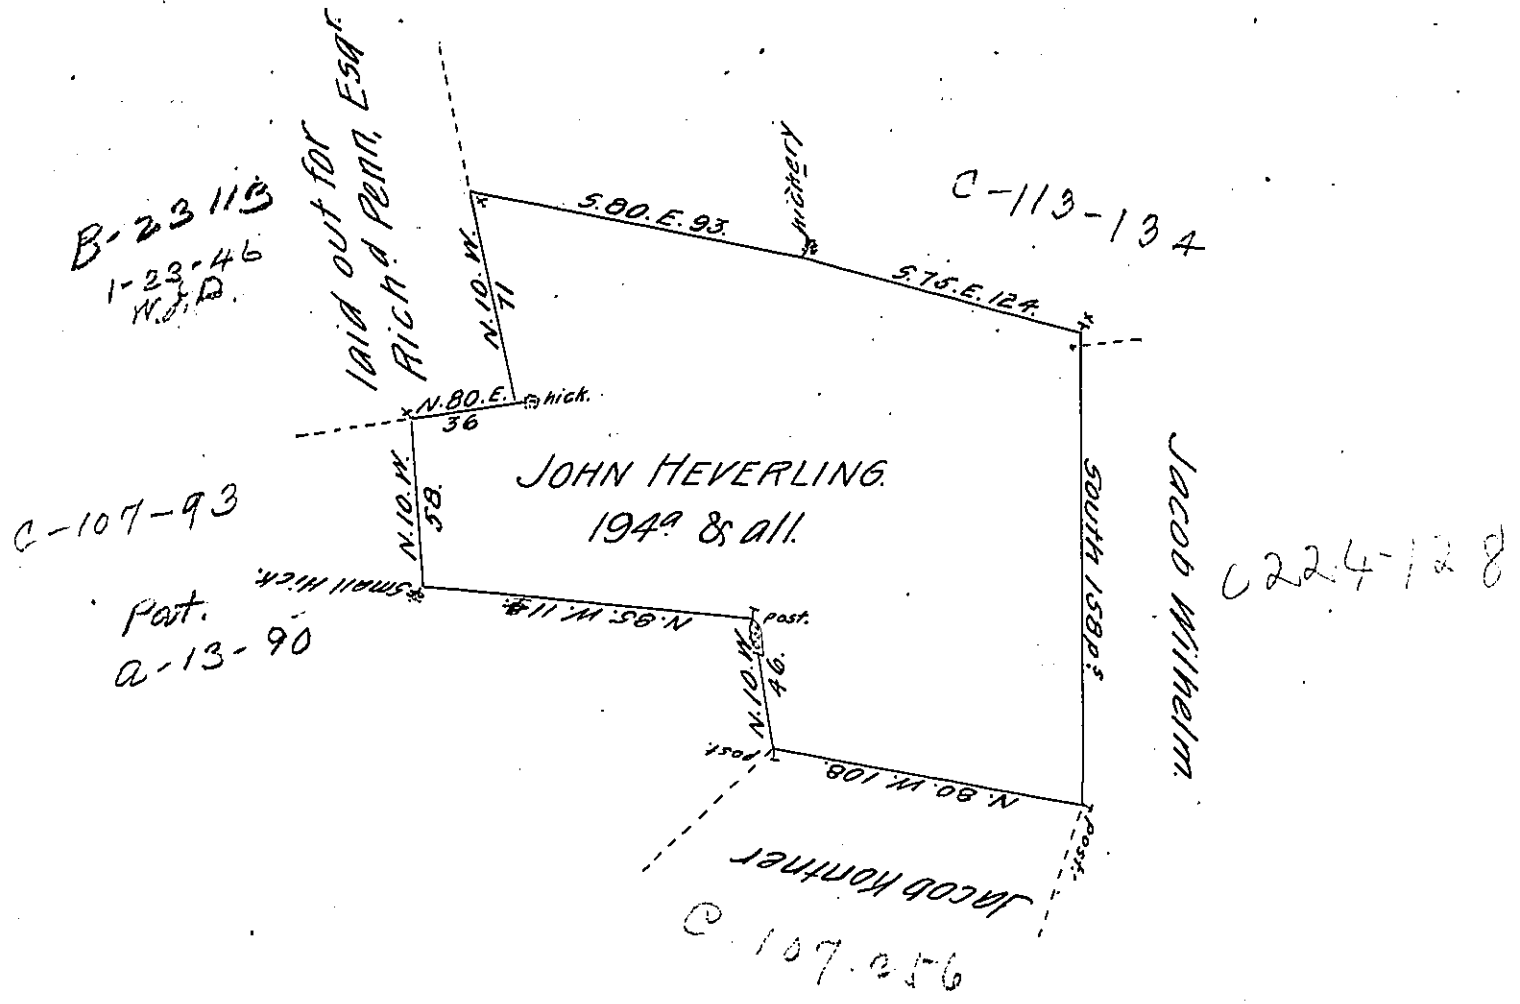 laid out for
Rich.d Penn, Esqr.
B-23 113
1-23-46
W.J.D.
hickery
C-113-134
S.80.E.93.
S.75.E.124.
N.10.W.
71
N.80.E.
36
hick.
JOHN HEVERLING.
194a & all.
N.10.W.
58.
C-107-93
Pat.
a-13-90
Small Hick.
N.85.W.114.
post.
N.10.W.
46.
South 158ps
Jacob Wilhelm.
C224-128
post.
N.80.W.108.
Post.
Jacob Kontner
C-107-256